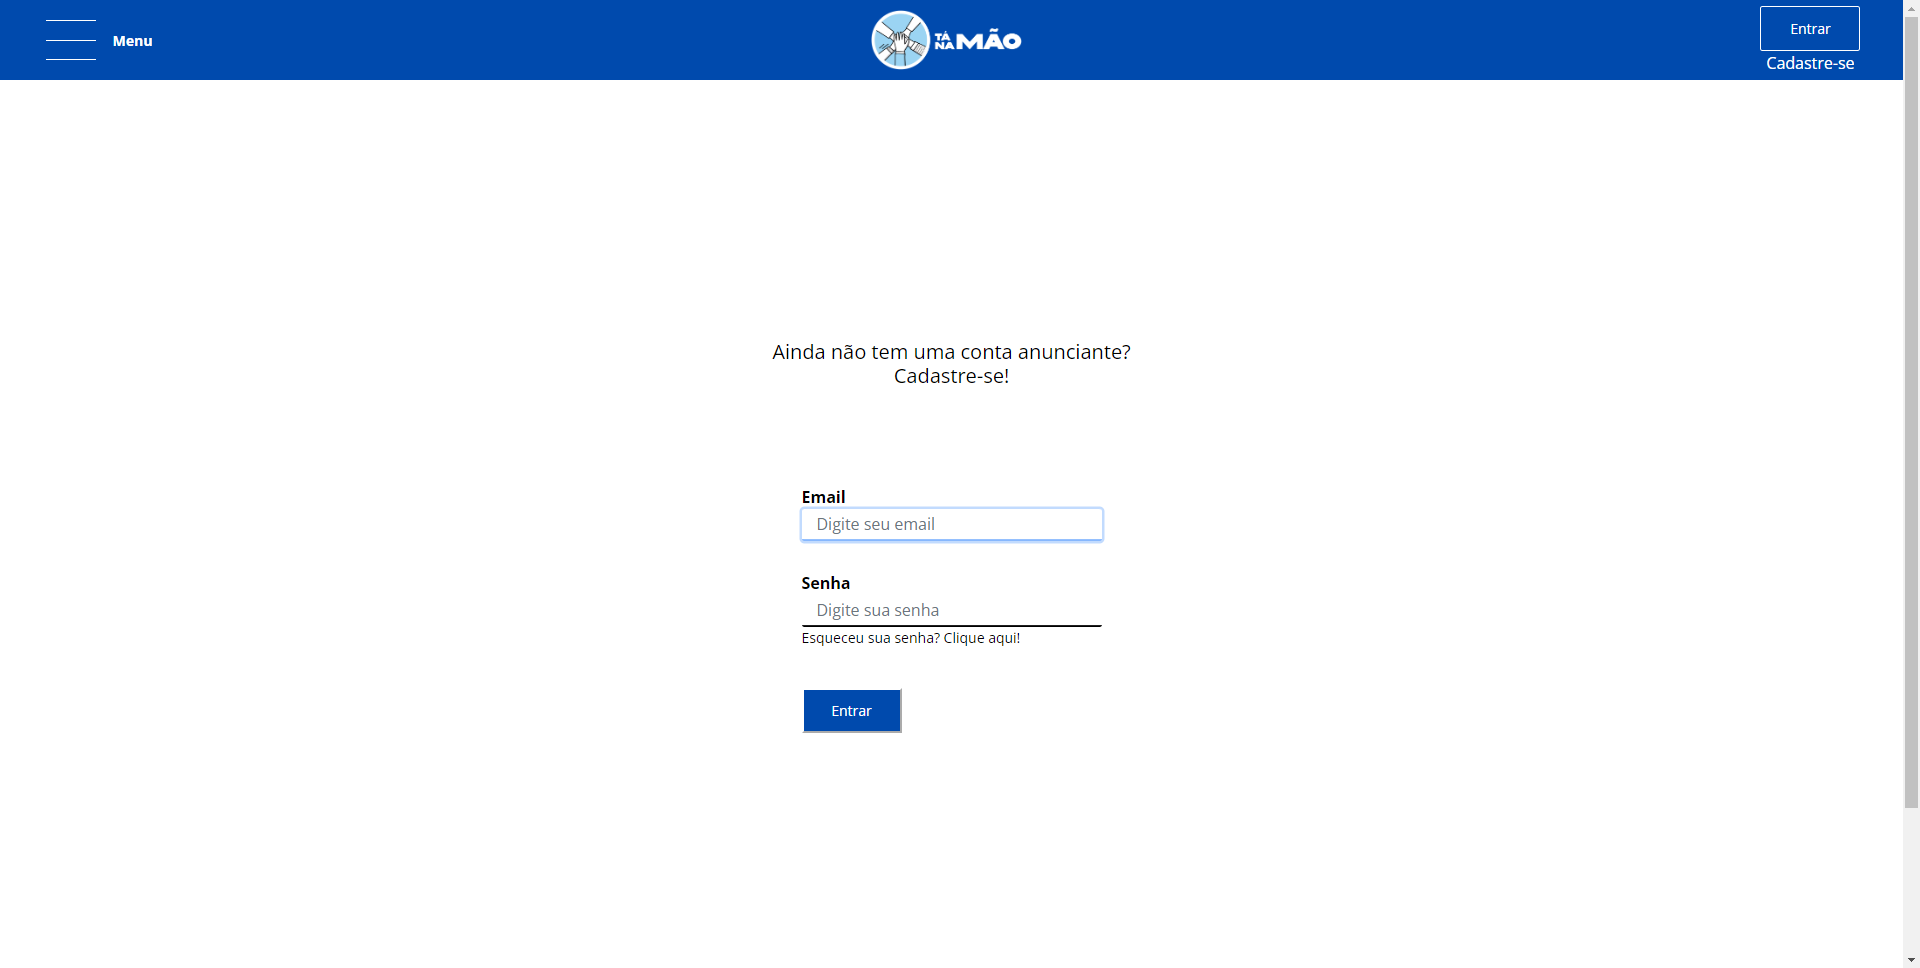 Menu
TÁ
NA MÃO
Entrar
Cadastre-se
Ainda não tem uma conta anunciante?
Cadastre-se!
Email
Digite seu email
Senha
Digite sua senha
Esqueceu sua senha? Clique aqui!
Entrar